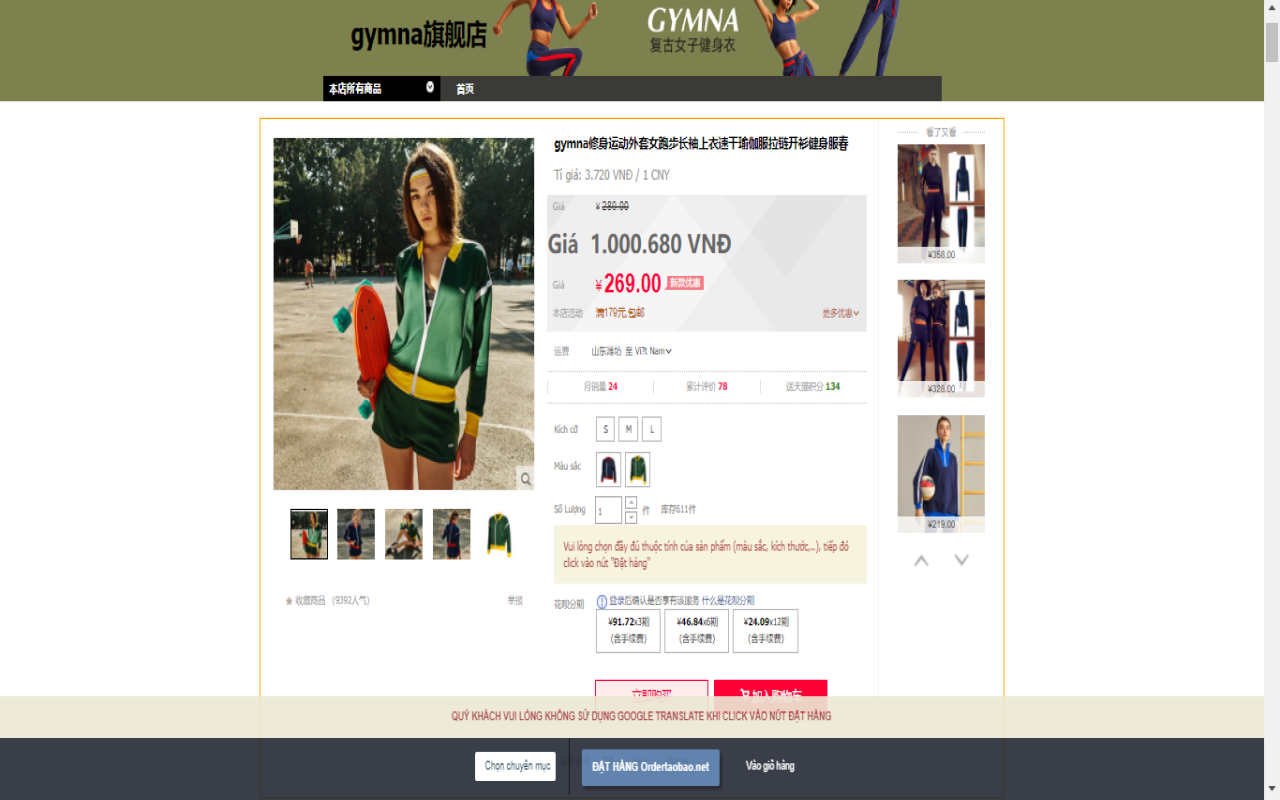 gymna旗舰店
GYMNA
复古女子健身衣
本店所有商品
首页
gymna修身运动外套女跑步长袖上衣速干瑜伽服拉链开衫健身服春
Tỉ giá: 3.720 VNĐ / 1 CNY
Giá ¥ 289.00
Giá 1.000.680 VNĐ
Giá ¥269.00 新款优惠
本店活动 满179元,包邮 更多优惠
运费 山东潍坊 至 Vi?t Nam
月销量 24 累计评价 78 送天猫积分 134
Kích cỡ S M L
Màu sắc
Số Lượng 1 件 库存611件
Vui lòng chọn đầy đủ thuộc tính của sản phẩm (màu sắc, kích thước,..), tiếp đó
click vào nút "Đặt hàng"
花呗分期 登录后确认是否享有该服务 什么是花呗分期
¥91.72x3期 ¥46.84x6期 ¥24.09x12期
(含手续费) (含手续费) (含手续费)
立即购买 加入购物车
收藏商品 (9392人气) 举报
看了又看
¥368.00
¥328.00
¥219.00
QUÝ KHÁCH VUI LÒNG KHÔNG SỬ DỤNG GOOGLE TRANSLATE KHI CLICK VÀO NÚT ĐẶT HÀNG
Chọn chuyên mục
ĐẶT HÀNG Ordertaobao.net
Vào giỏ hàng